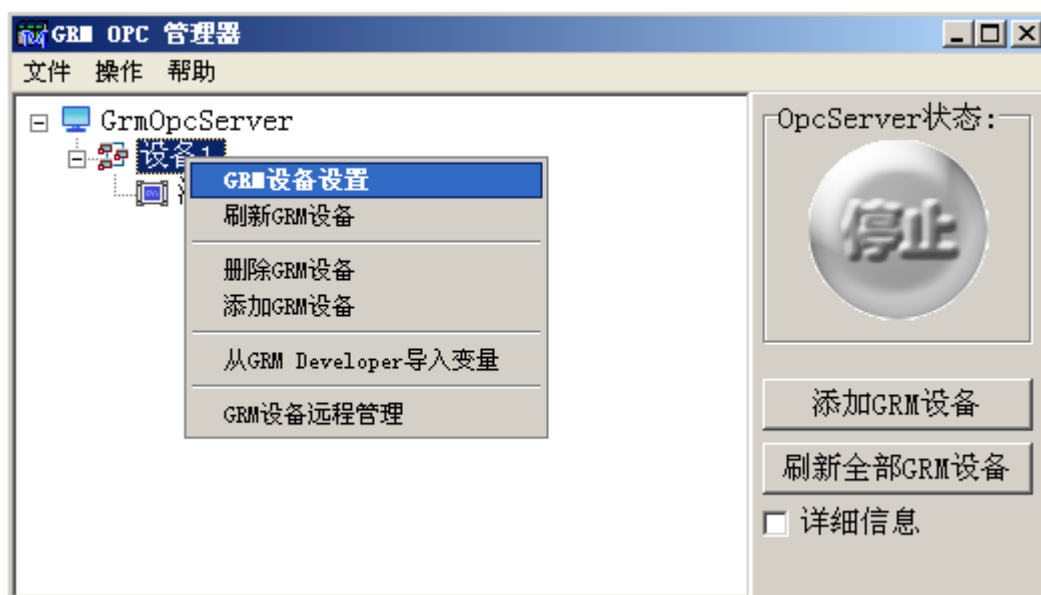 GRM OPC 管理器
文件 操作 帮助
GrmOpcServer
设备1
GRM设备设置
刷新GRM设备
删除GRM设备
添加GRM设备
从GRM Developer导入变量
GRM设备远程管理
OpcServer状态:
停止
添加GRM设备
刷新全部GRM设备
详细信息